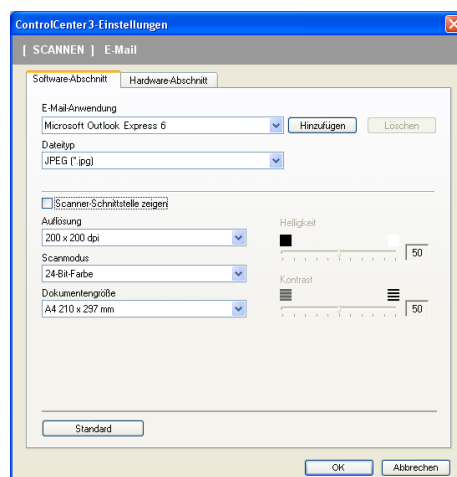 ControlCenter3-Einstellungen
[ SCANNEN ] E-Mail
Software-Abschnitt Hardware-Abschnitt
E-Mail-Anwendung
Microsoft Outlook Express 6 Hinzufügen Löschen
Dateityp
JPEG (*.jpg)
Scanner-Schnittstelle zeigen
Auflösung Helligkeit
200 x 200 dpi
50
Scanmodus
24-Bit-Farbe Kontrast
Dokumentengröße
A4 210 x 297 mm 50
Standard
OK Abbrechen